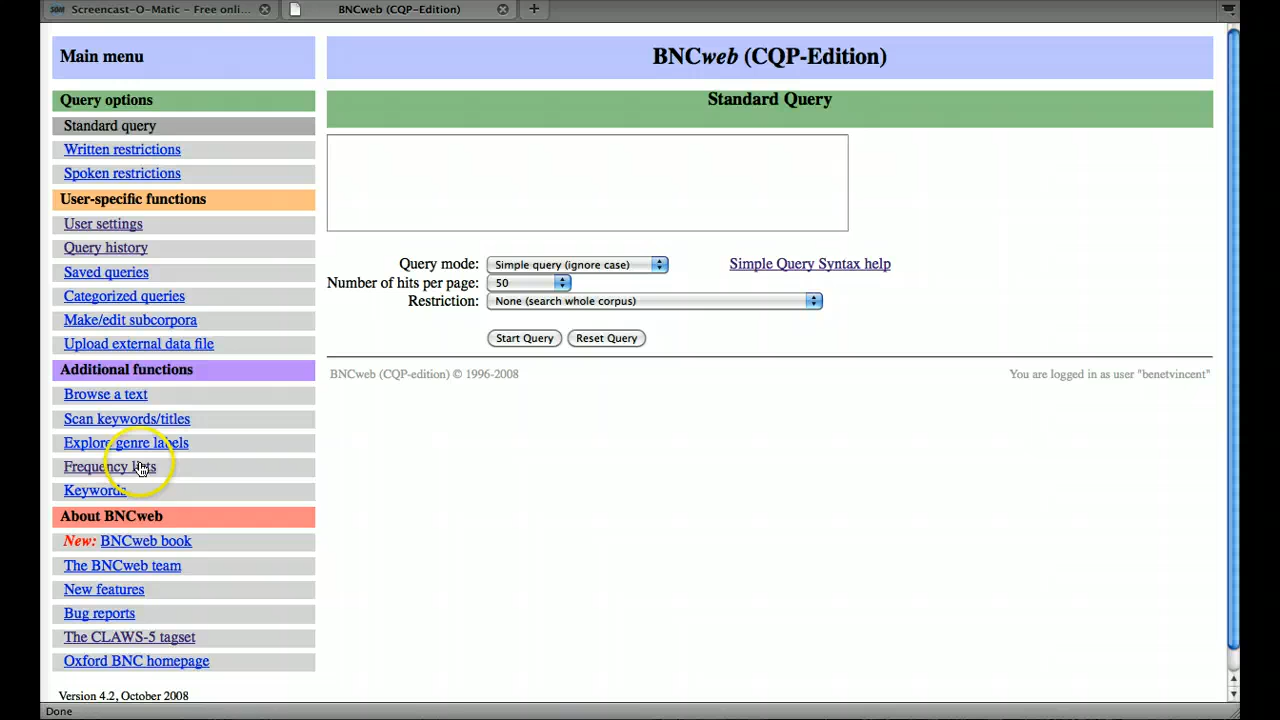 Screencast-O-Matic - Free onli...
BNCweb (CQP-Edition)
Main menu
BNCweb (CQP-Edition)
Query options
Standard Query
Standard query
Written restrictions
Spoken restrictions
User-specific functions
User settings
Query history
Saved queries
Categorized queries
Make/edit subcorpora
Upload external data file
Query mode: Simple query (ignore case) Simple Query Syntax help
Number of hits per page: 50
Restriction: None (search whole corpus)
Start Query Reset Query
BNCweb (CQP-edition) © 1996-2008 You are logged in as user "benetvincent"
Additional functions
Browse a text
Scan keywords/titles
Explore genre labels
Frequency lists
Keywords
About BNCweb
New: BNCweb book
The BNCweb team
New features
Bug reports
The CLAWS-5 tagset
Oxford BNC homepage
Version 4.2, October 2008
Done